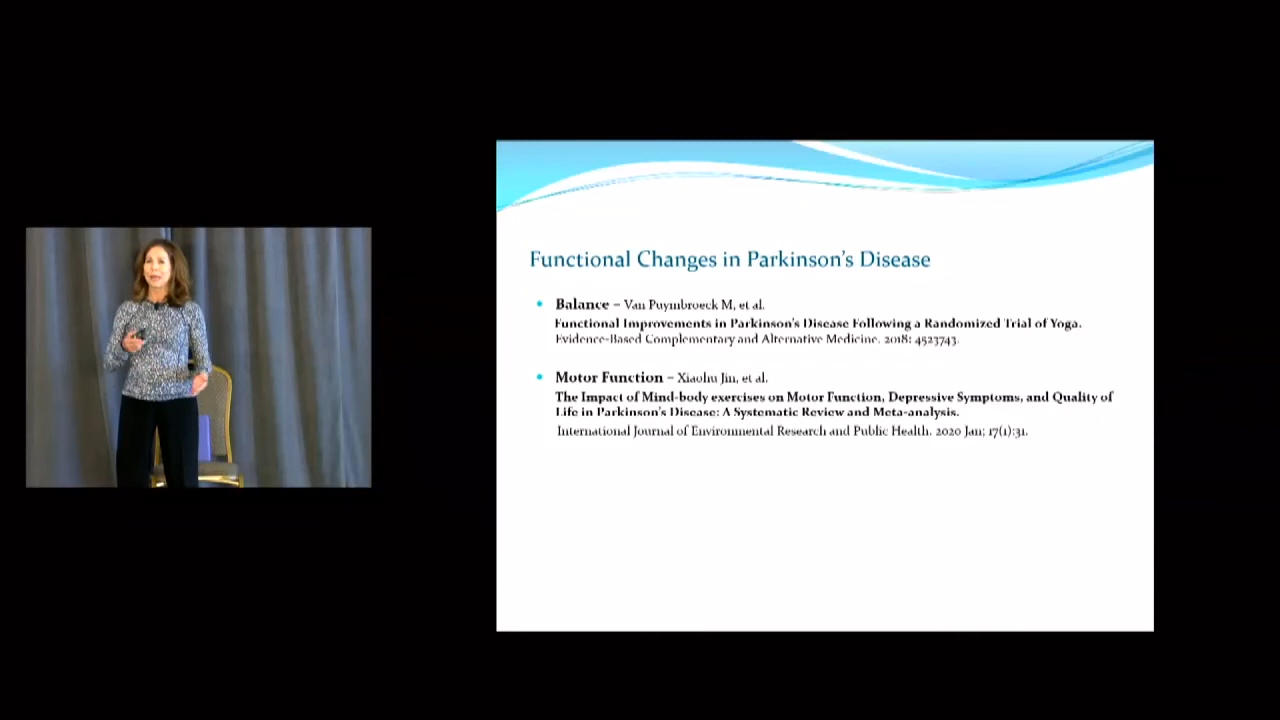 Functional Changes in Parkinson's Disease
• Balance – Van Puymbroeck M, et al.
Functional Improvements in Parkinson's Disease Following a Randomized Trial of Yoga.
Evidence-Based Complementary and Alternative Medicine. 2018: 4523743.
• Motor Function – Xiaohu Jin, et al.
The Impact of Mind-body exercises on Motor Function, Depressive Symptoms, and Quality of
Life in Parkinson's Disease: A Systematic Review and Meta-analysis.
International Journal of Environmental Research and Public Health. 2020 Jan; 17(1):31.